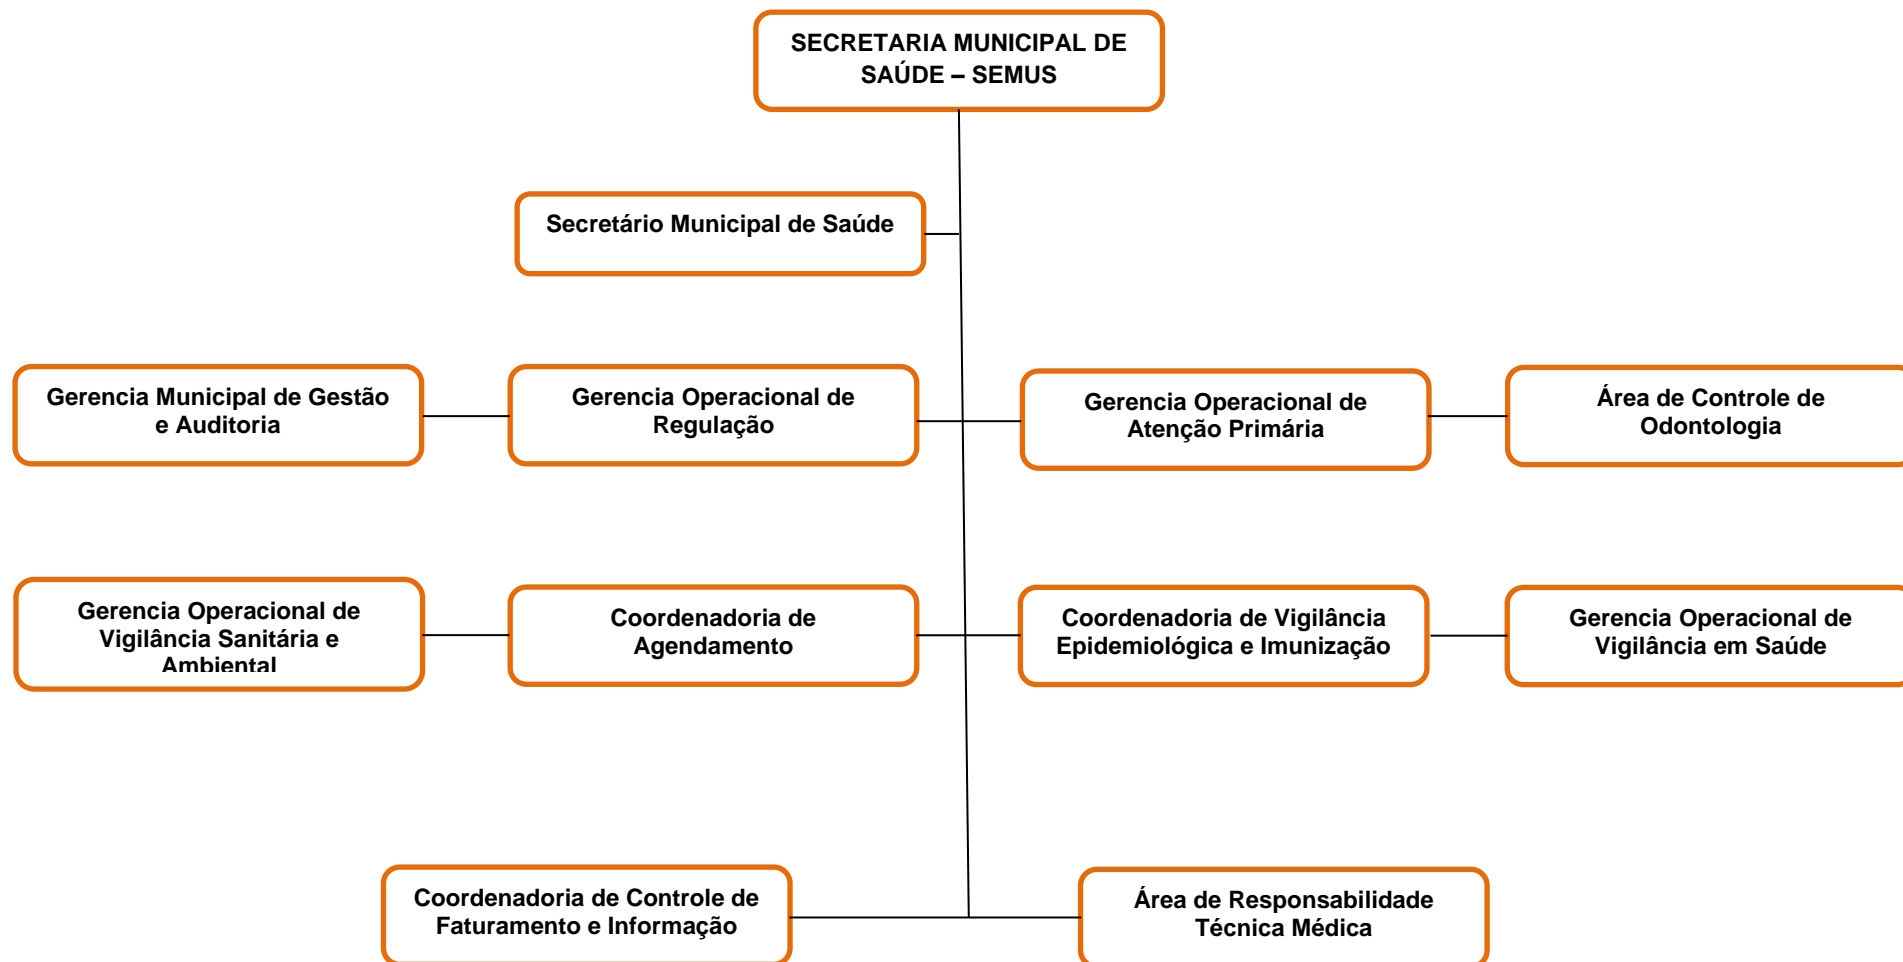 SECRETARIA MUNICIPAL DE
SAÚDE – SEMUS
Secretário Municipal de Saúde
Gerencia Municipal de Gestão
e Auditoria
Gerencia Operacional de
Regulação
Gerencia Operacional de
Atenção Primária
Área de Controle de
Odontologia
Gerencia Operacional de
Vigilância Sanitária e
Ambiental
Coordenadoria de
Agendamento
Coordenadoria de Vigilância
Epidemiológica e Imunização
Gerencia Operacional de
Vigilância em Saúde
Coordenadoria de Controle de
Faturamento e Informação
Área de Responsabilidade
Técnica Médica